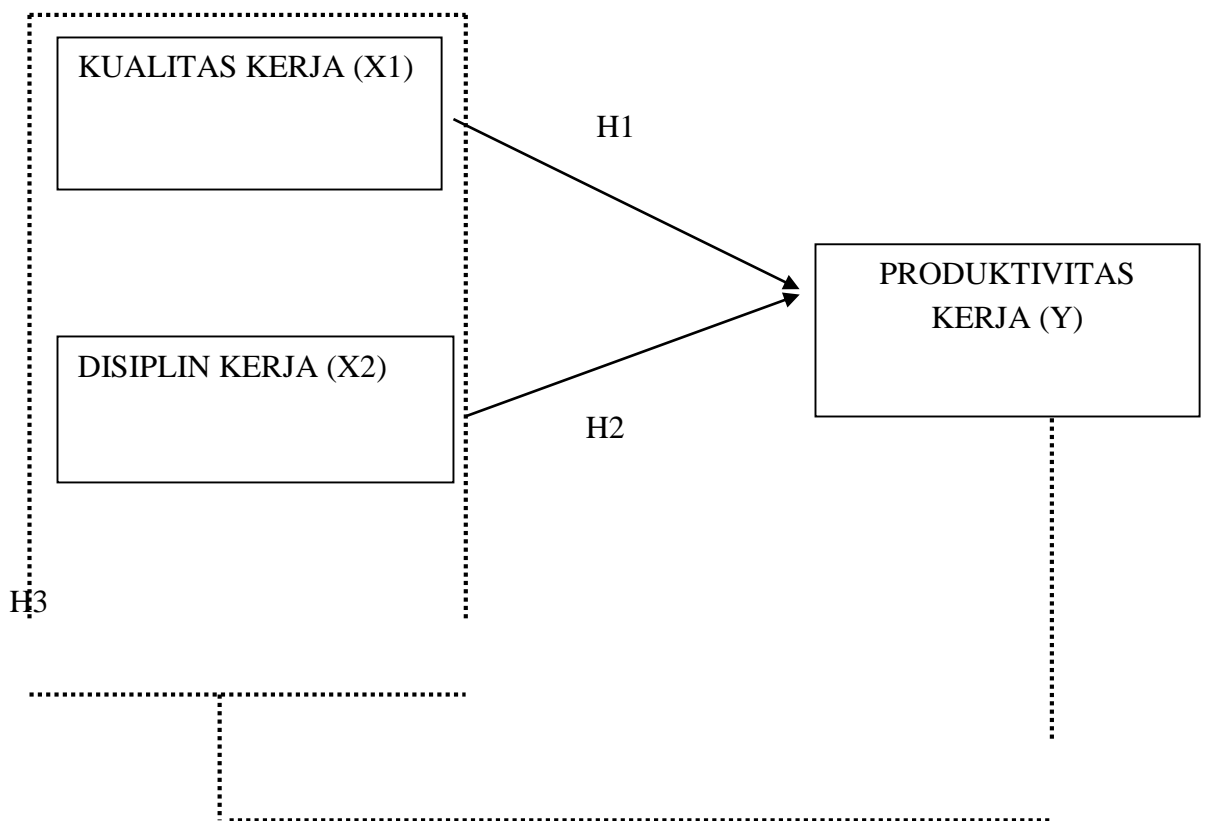 KUALITAS KERJA (X1)
H1
PRODUKTIVITAS
KERJA (Y)
DISIPLIN KERJA (X2)
H2
H3